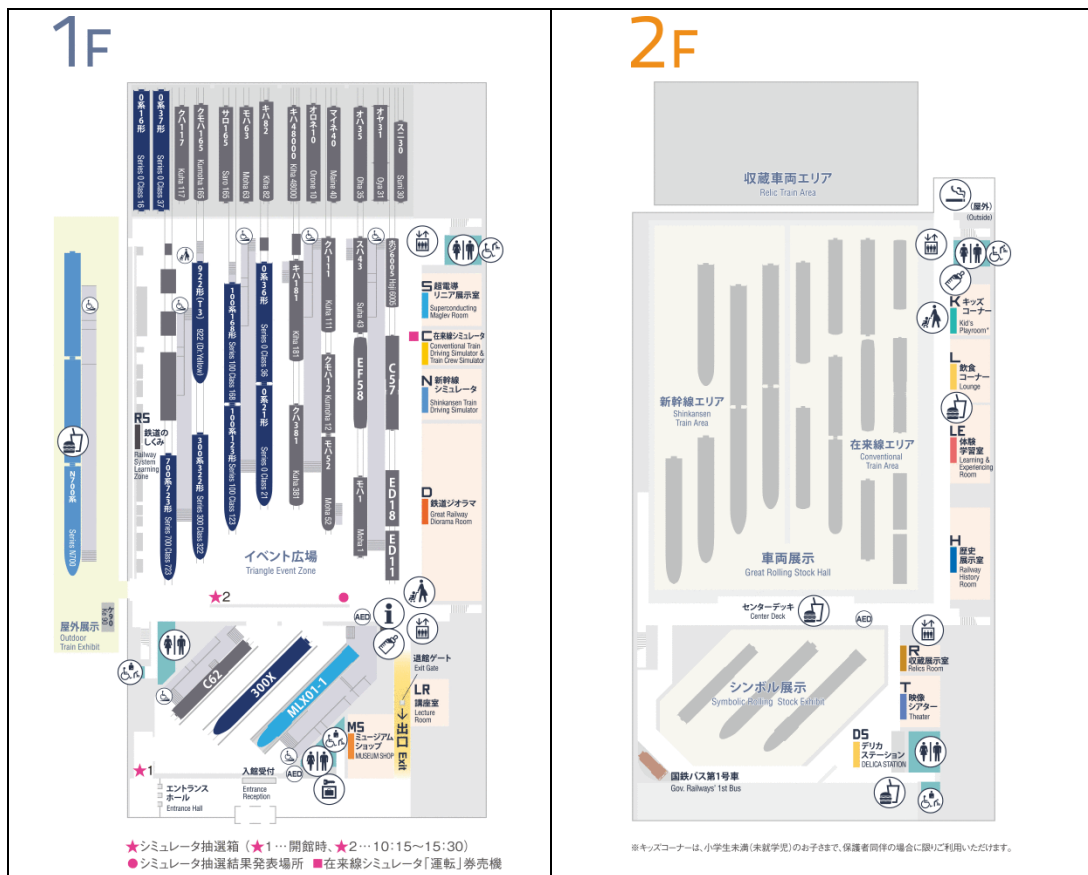 1F
0系16形
Series 0 Class 16
0系37形
Series 0 Class 37
クハ117
Kuha 117
クモハ165
Kumoha 165
サロ165
Saro 165
モハ63
Moha 63
キハ82
Kiha 82
キハ48000
Kiha 48000
オロネ10
Orone 10
マイネ40
Mane 40
オハ35
Oha 35
オヤ31
Oya 31
スニ30
Suni 30
922形(T3)
922 (Dr.Yellow)
100系168形
Series 100 Class 168
0系36形
Series 0 Class 36
キハ181
Kiha 181
クハ111
Kuha 111
スハ43
Suha 43
ホジ6005
Hoji 6005
EF58
C57
クモハ12
Kumoha 12
700系723形
Series 700 Class 723
300系322形
Series 300 Class 322
100系123形
Series 100 Class 123
0系21形
Series 0 Class 21
クハ381
Kuha 381
モハ52
Moha 52
モハ1
Moha 1
ED18
ED11
N700系
Series N700
RS
鉄道の
しくみ
Railway
System
Learning
Zone
S 超電導
リニア展示室
Superconducting
Maglev Room
C 在来線シミュレータ
Conventional Train
Driving Simulator &
Train Crew Simulator
N 新幹線
シミュレータ
Shinkansen Train
Driving Simulator
D
鉄道ジオラマ
Great Railway
Diorama Room
イベント広場
Triangle Event Zone
★2
屋外展示
Outdoor
Train Exhibit
ケ90
Ke 90
AED
C62
300X
MLX01-1
退館ゲート
Exit Gate
LR
講座室
Lecture
Room
↓出口 Exit
MS
ミュージアム
ショップ
MUSEUM SHOP
AED
★1
エントランス
ホール
Entrance Hall
入館受付
Entrance
Reception
★シミュレータ抽選箱 (★1…開館時、★2…10:15~15:30)
●シミュレータ抽選結果発表場所 ■在来線シミュレータ「運転」券売機
2F
収蔵車両エリア
Relic Train Area
(屋外)
(Outside)
K キッズ
コーナー
Kid's
Playroom*
L
飲食
コーナー
Lounge
LE
体験
学習室
Learning &
Experiencing
Room
新幹線エリア
Shinkansen
Train Area
在来線エリア
Conventional
Train Area
H
歴史
展示室
Railway
History
Room
車両展示
Great Rolling Stock Hall
センターデッキ
Center Deck
AED
R
収蔵展示室
Relics Room
T
映像
シアター
Theater
シンボル展示
Symbolic Rolling Stock Exhibit
DS
デリカ
ステーション
DELICA STATION
国鉄バス第1号車
Gov. Railways' 1st Bus
※キッズコーナーは、小学生未満(未就学児)のお子さまで、保護者同伴の場合に限りご利用いただけます。